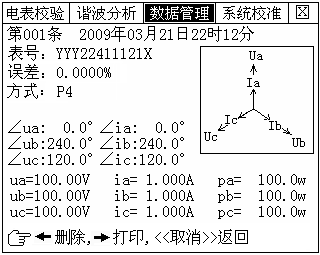 电表校验 谐波分析 数据管理 系统校准
第001条 2009年03月21日22时12分
表号: YYY22411121X
误差: 0.0000%
方式: P4
Ua
Ia
Ic
Ib
Uc
Ub
∠ua: 0.0° ∠ia: 0.0°
∠ub:240.0° ∠ib:240.0°
∠uc:120.0° ∠ic:120.0°
ua=100.00V ia= 1.000A pa= 100.0w
ub=100.00V ib= 1.000A pb= 100.0w
uc=100.00V ic= 1.000A pc= 100.0w
删除, 打印, <<取消>>返回